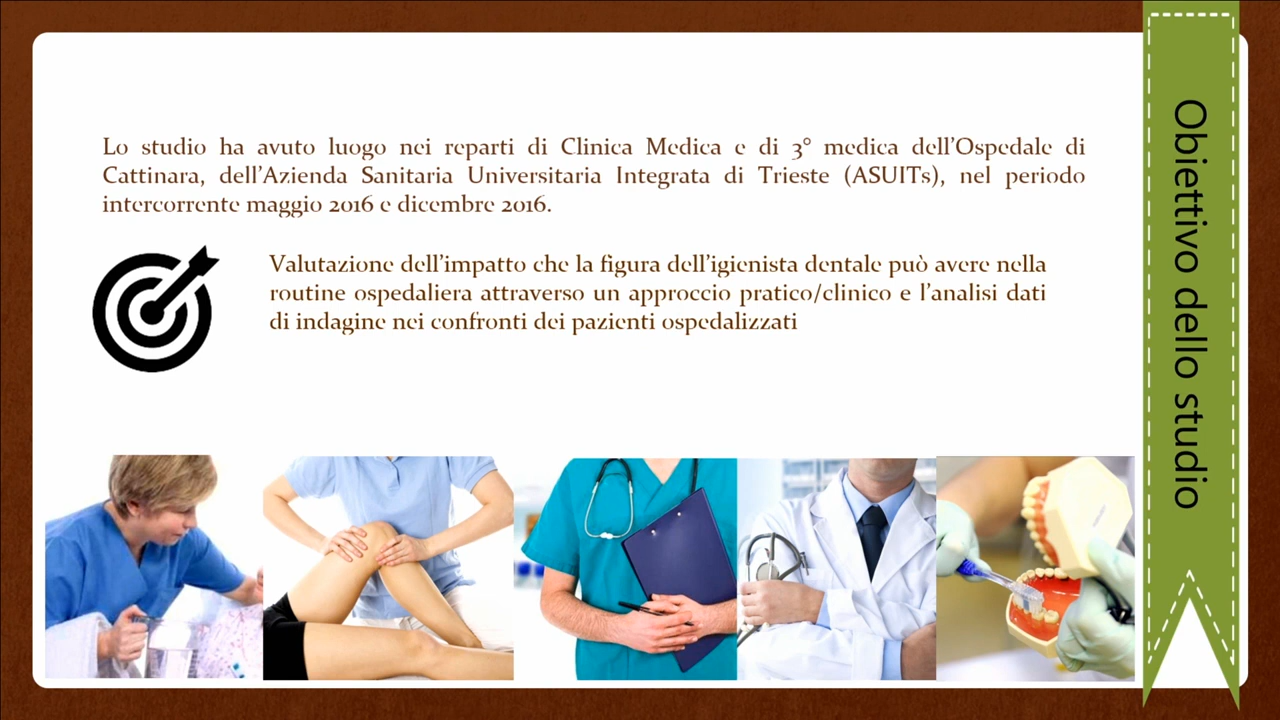 Obiettivo dello studio
Lo studio ha avuto luogo nei reparti di Clinica Medica e di 3° medica dell'Ospedale di
Cattinara, dell'Azienda Sanitaria Universitaria Integrata di Trieste (ASUITs), nel periodo
intercorrente maggio 2016 e dicembre 2016.
Valutazione dell'impatto che la figura dell'igienista dentale può avere nella
routine ospedaliera attraverso un approccio pratico/clinico e l'analisi dati
di indagine nei confronti dei pazienti ospedalizzati